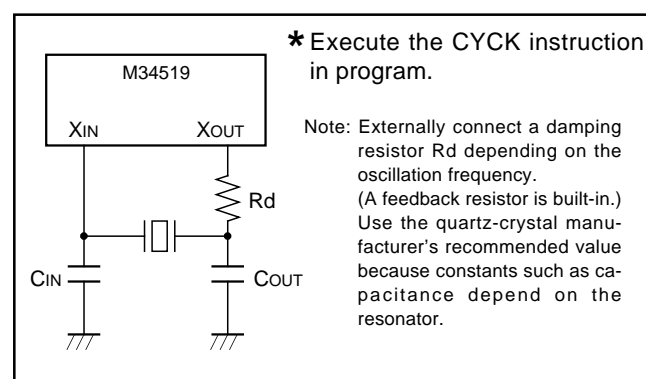 * Execute the CYCK instruction
in program.
M34519
XIN XOUT
Note: Externally connect a damping
resistor Rd depending on the
oscillation frequency.
(A feedback resistor is built-in.)
Use the quartz-crystal manu-
facturer's recommended value
because constants such as ca-
pacitance depend on the
resonator.
Rd
CIN COUT